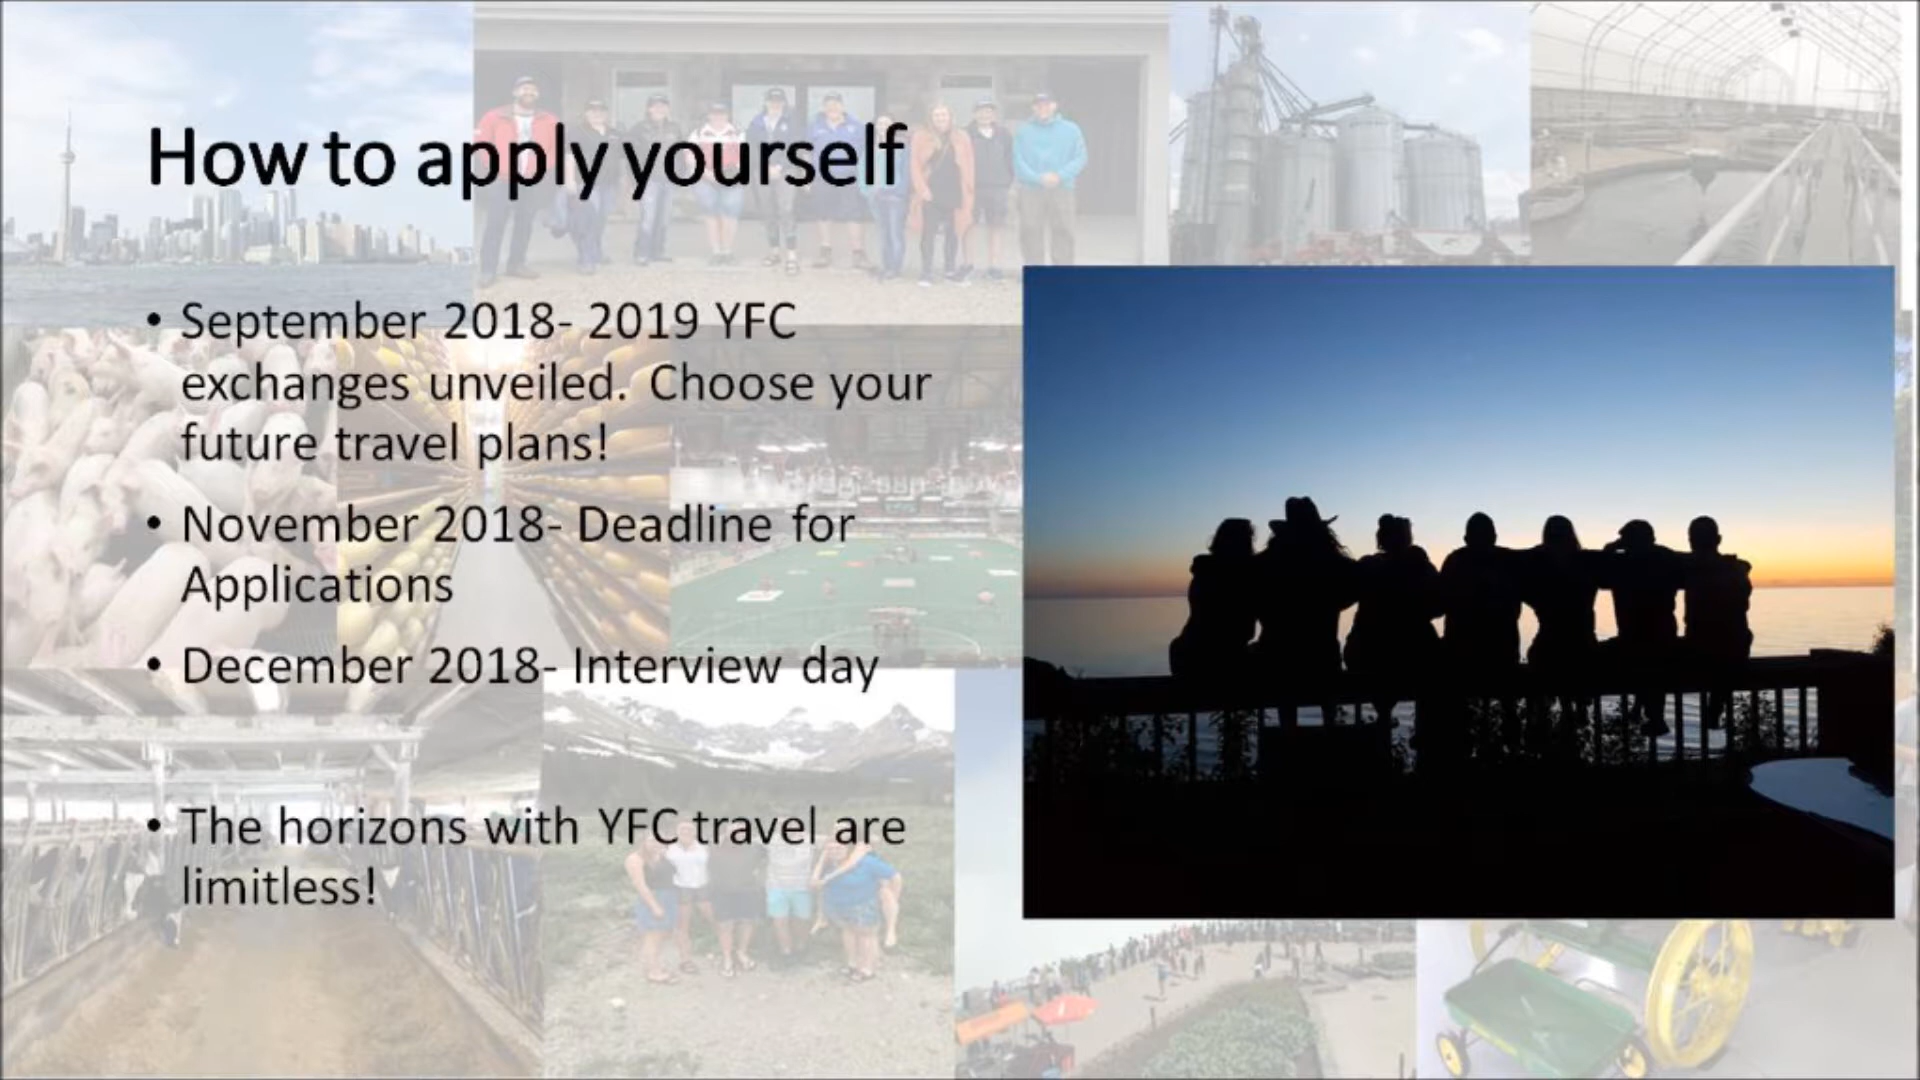 How to apply yourself
• September 2018- 2019 YFC
exchanges unveiled. Choose your
future travel plans!
• November 2018- Deadline for
Applications
• December 2018- Interview day
• The horizons with YFC travel are
limitless!